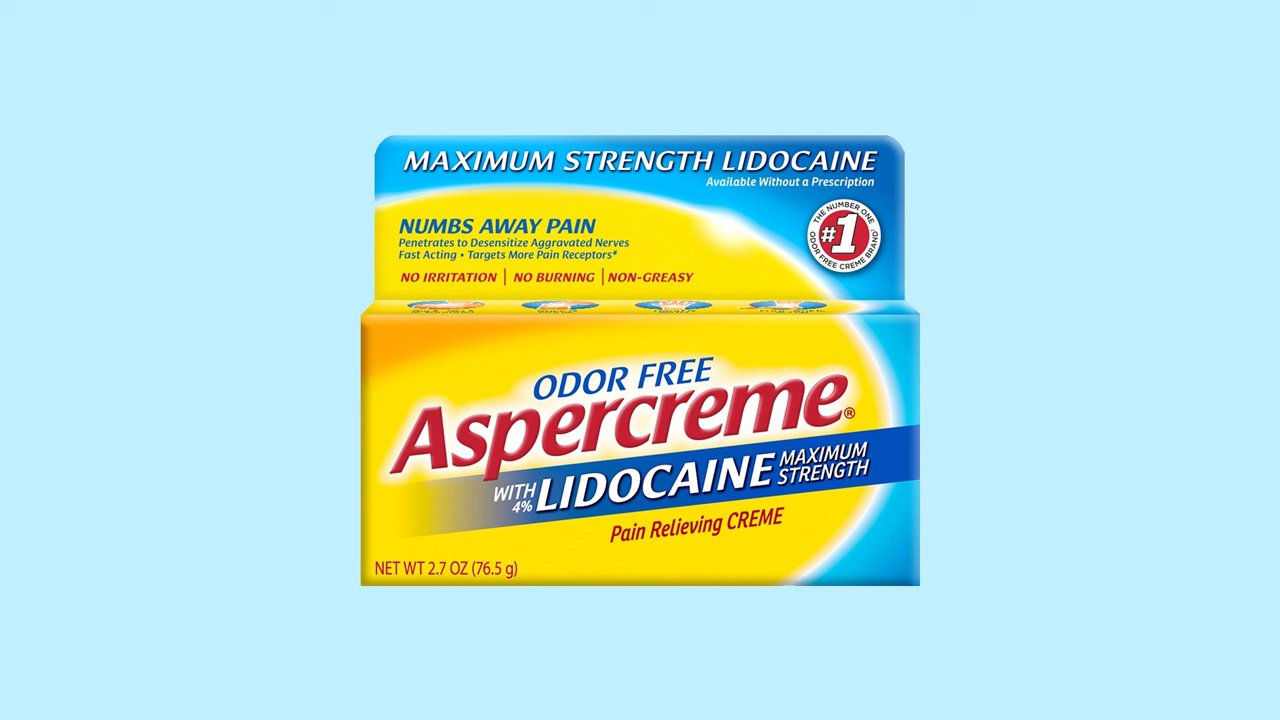 MAXIMUM STRENGTH LIDOCAINE
Available Without a Prescription
NUMBS AWAY PAIN
Penetrates to Desensitize Aggravated Nerves
Fast Acting • Targets More Pain Receptors*
NO IRRITATION | NO BURNING | NON-GREASY
THE NUMBER ONE
#1
ODOR FREE CREME BRAND
ODOR FREE
Aspercreme®
WITH 4% LIDOCAINE MAXIMUM STRENGTH
Pain Relieving CREME
NET WT 2.7 OZ (76.5 g)